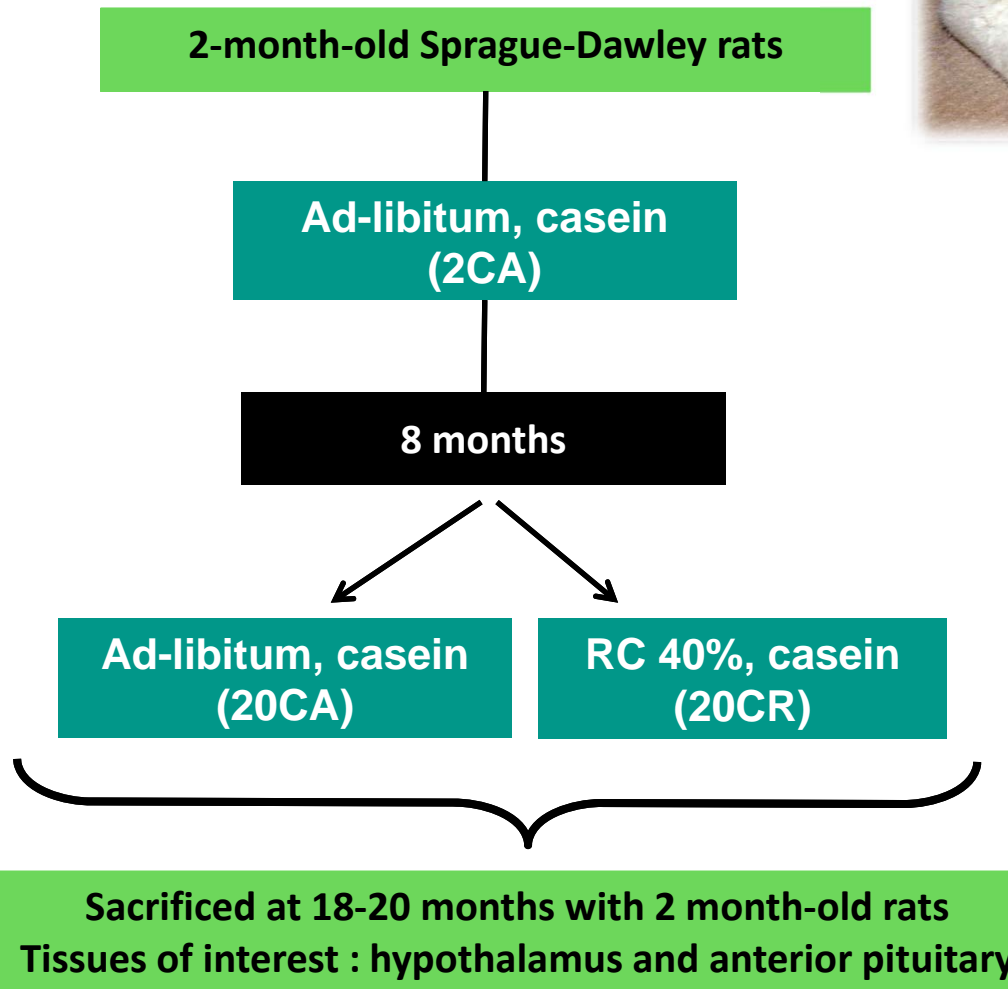 2-month-old Sprague-Dawley rats
Ad-libitum, casein
(2CA)
8 months
Ad-libitum, casein
(20CA)
RC 40%, casein
(20CR)
Sacrificed at 18-20 months with 2 month-old rats
Tissues of interest : hypothalamus and anterior pituitary